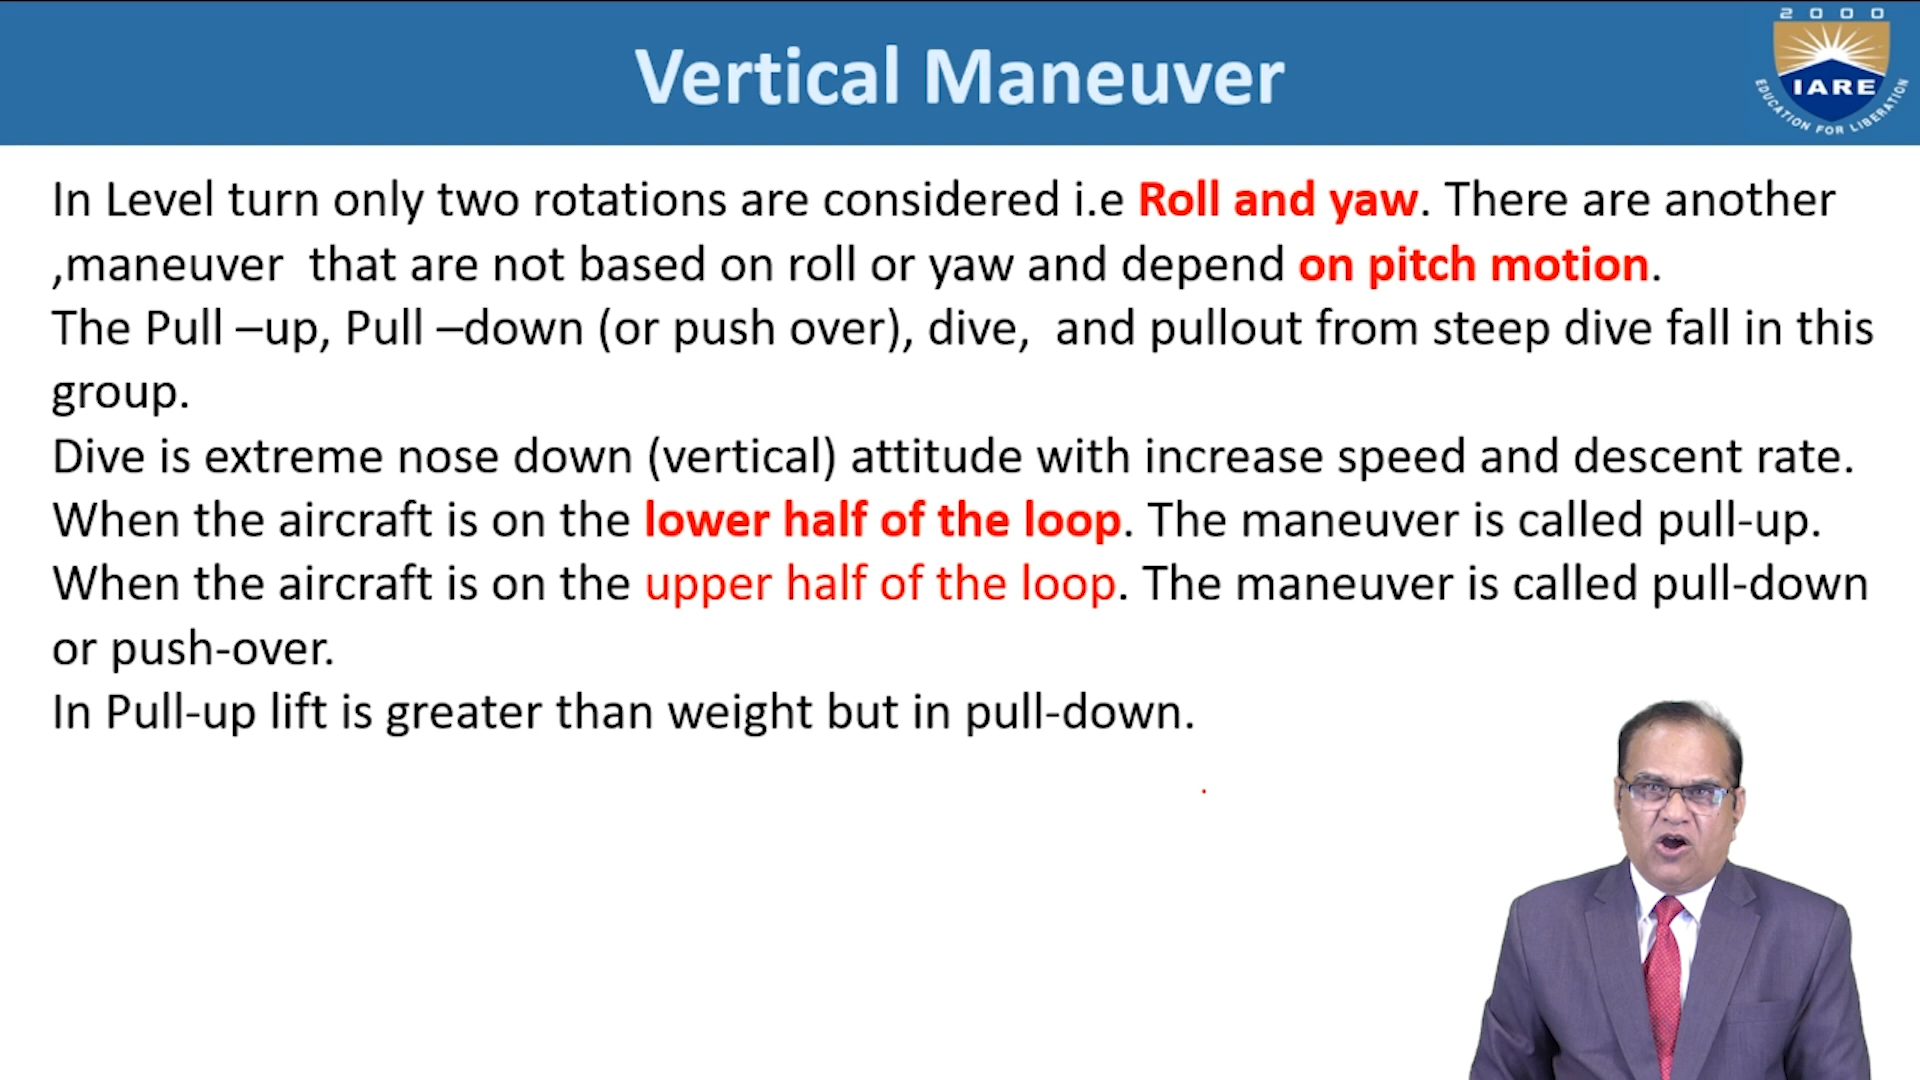 Vertical Maneuver
2000
IARE
EDUCATION FOR LIBERATION
In Level turn only two rotations are considered i.e Roll and yaw. There are another
,maneuver  that are not based on roll or yaw and depend on pitch motion.
The Pull –up, Pull –down (or push over), dive,  and pullout from steep dive fall in this
group.
Dive is extreme nose down (vertical) attitude with increase speed and descent rate.
When the aircraft is on the lower half of the loop. The maneuver is called pull-up.
When the aircraft is on the upper half of the loop. The maneuver is called pull-down
or push-over.
In Pull-up lift is greater than weight but in pull-down.